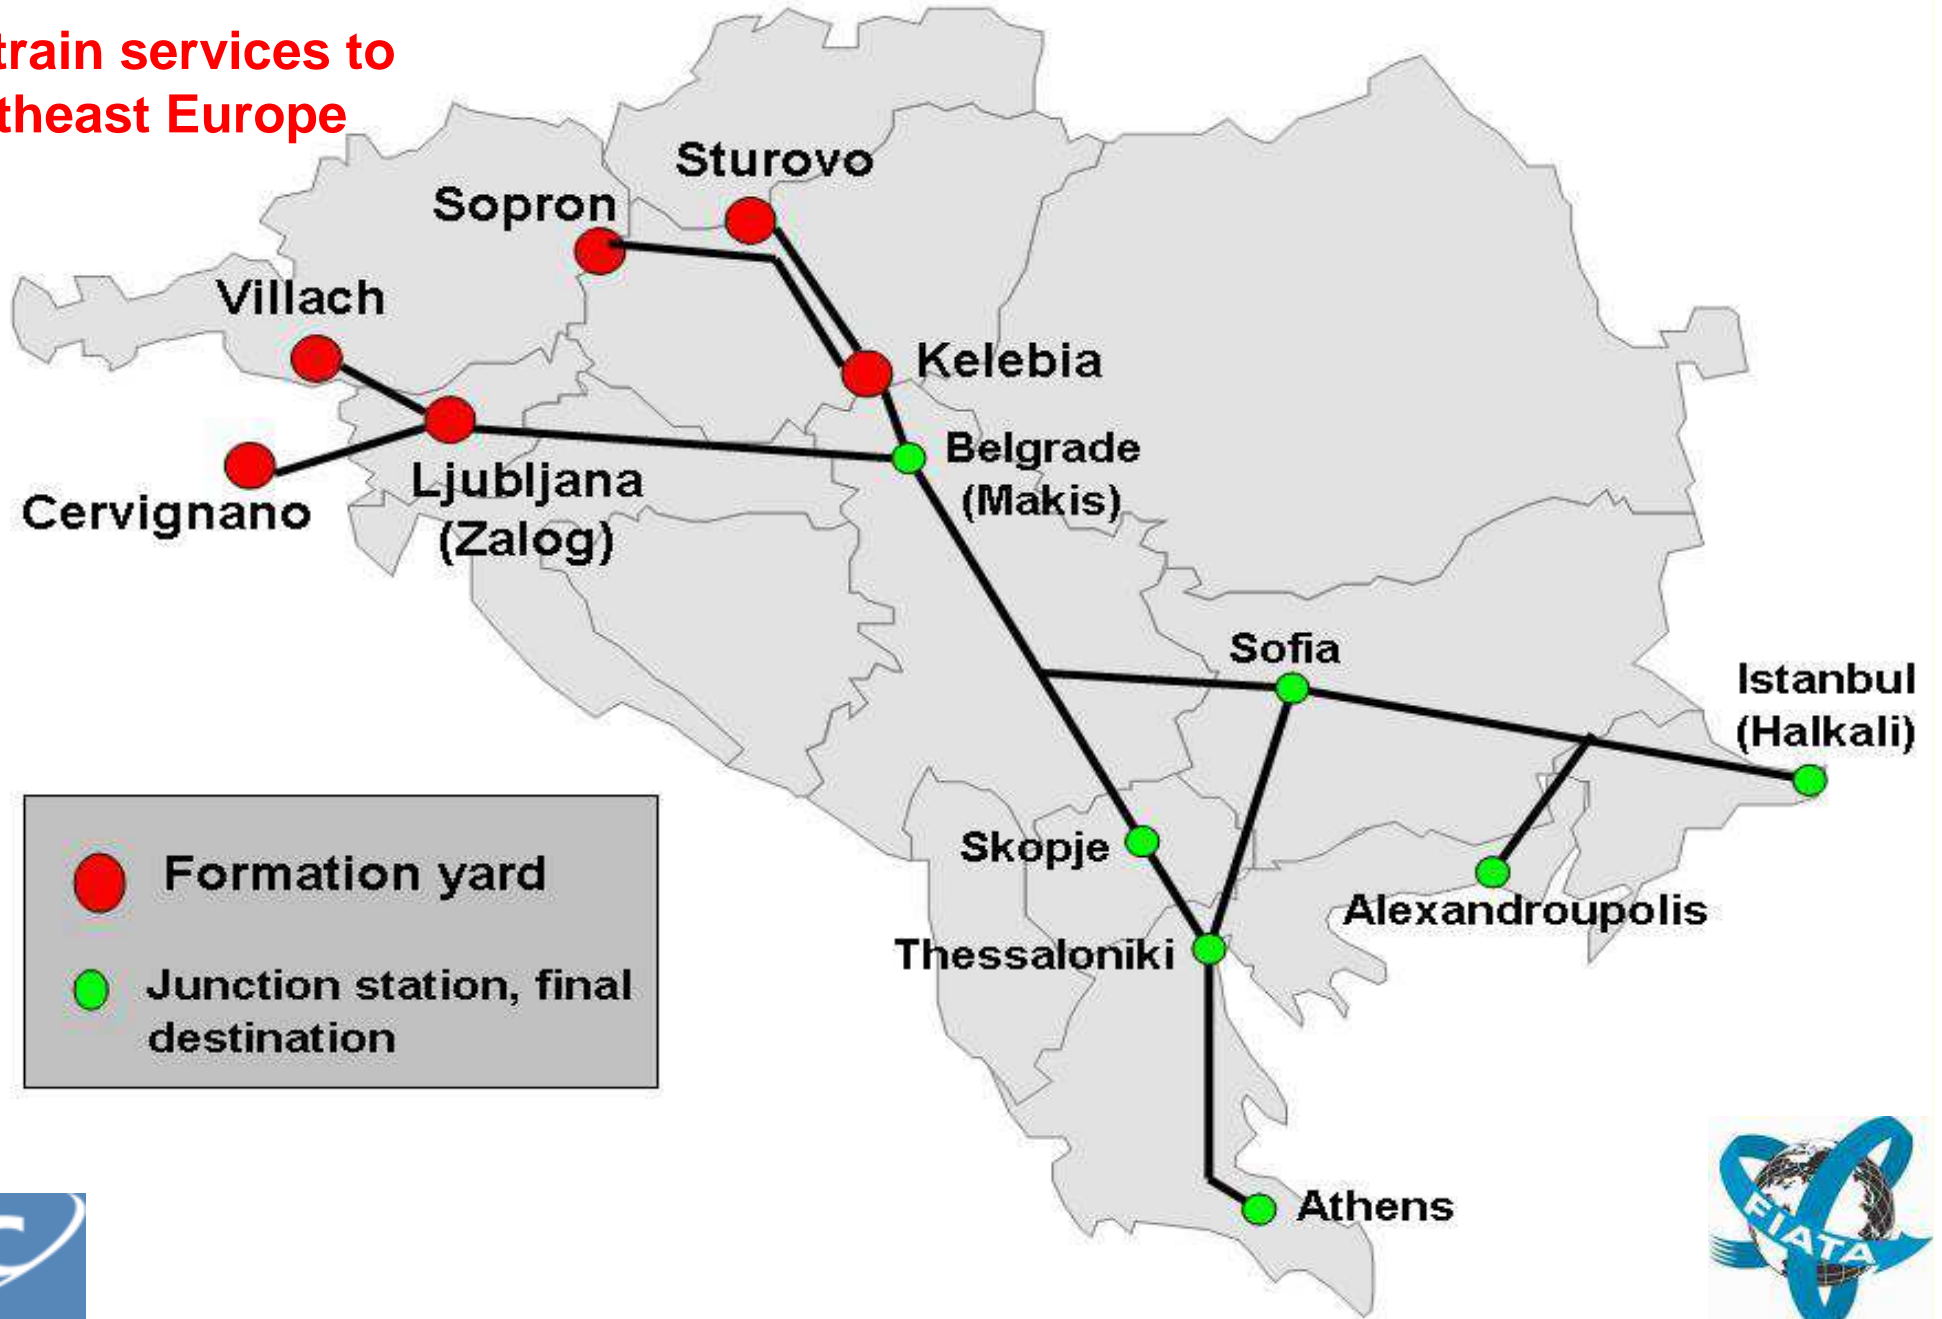 train services to
theast Europe
Sturovo
Sopron
Villach
Kelebia
Belgrade
(Makis)
Ljubljana
(Zalog)
Cervignano
Sofia
Istanbul
(Halkali)
Skopje
Alexandroupolis
Thessaloniki
Athens
Formation yard
Junction station, final
destination
C
FIATA